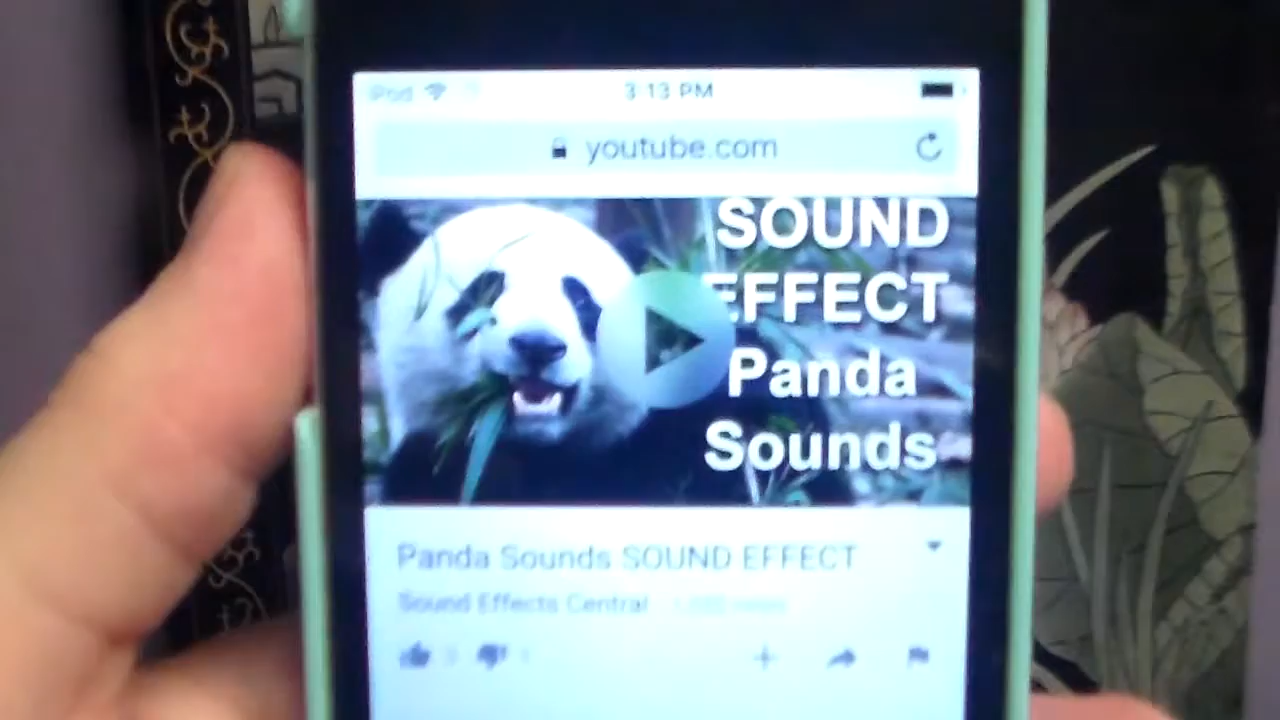 iPod 3:13 PM
youtube.com
SOUND
EFFECT
Panda
Sounds
Panda Sounds SOUND EFFECT
Sound Effects Central